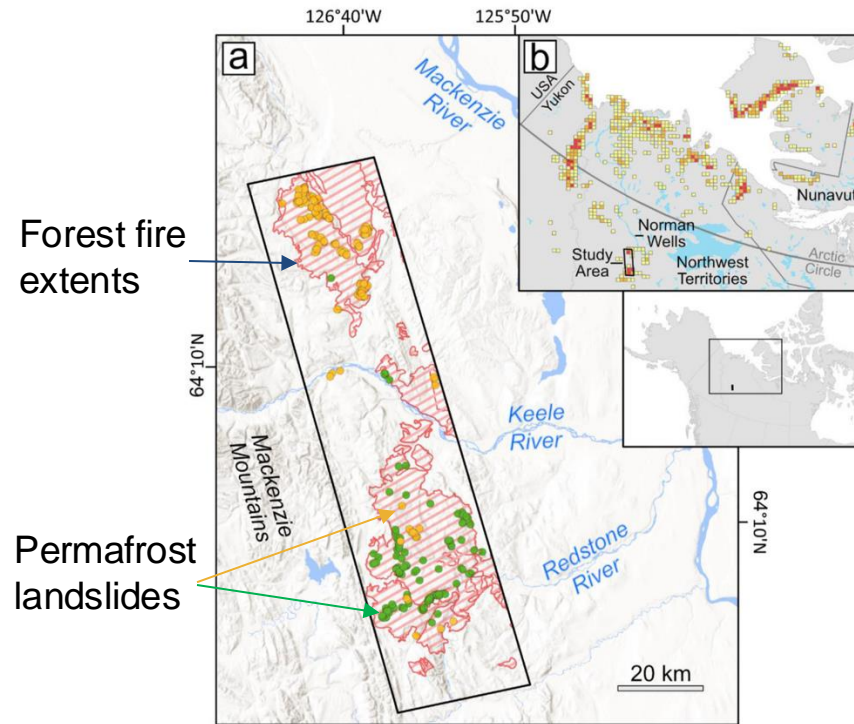 126°40'W
125°50'W
a
b
Mackenzie
River
USA
Yukon
Nunavut
Norman
Wells
Study
Area
Northwest
Territories
Arctic
Circle
Forest fire
extents
64°10'N
Keele
River
Mackenzie
Mountains
64°10'N
Permafrost
landslides
Redstone
River
20 km